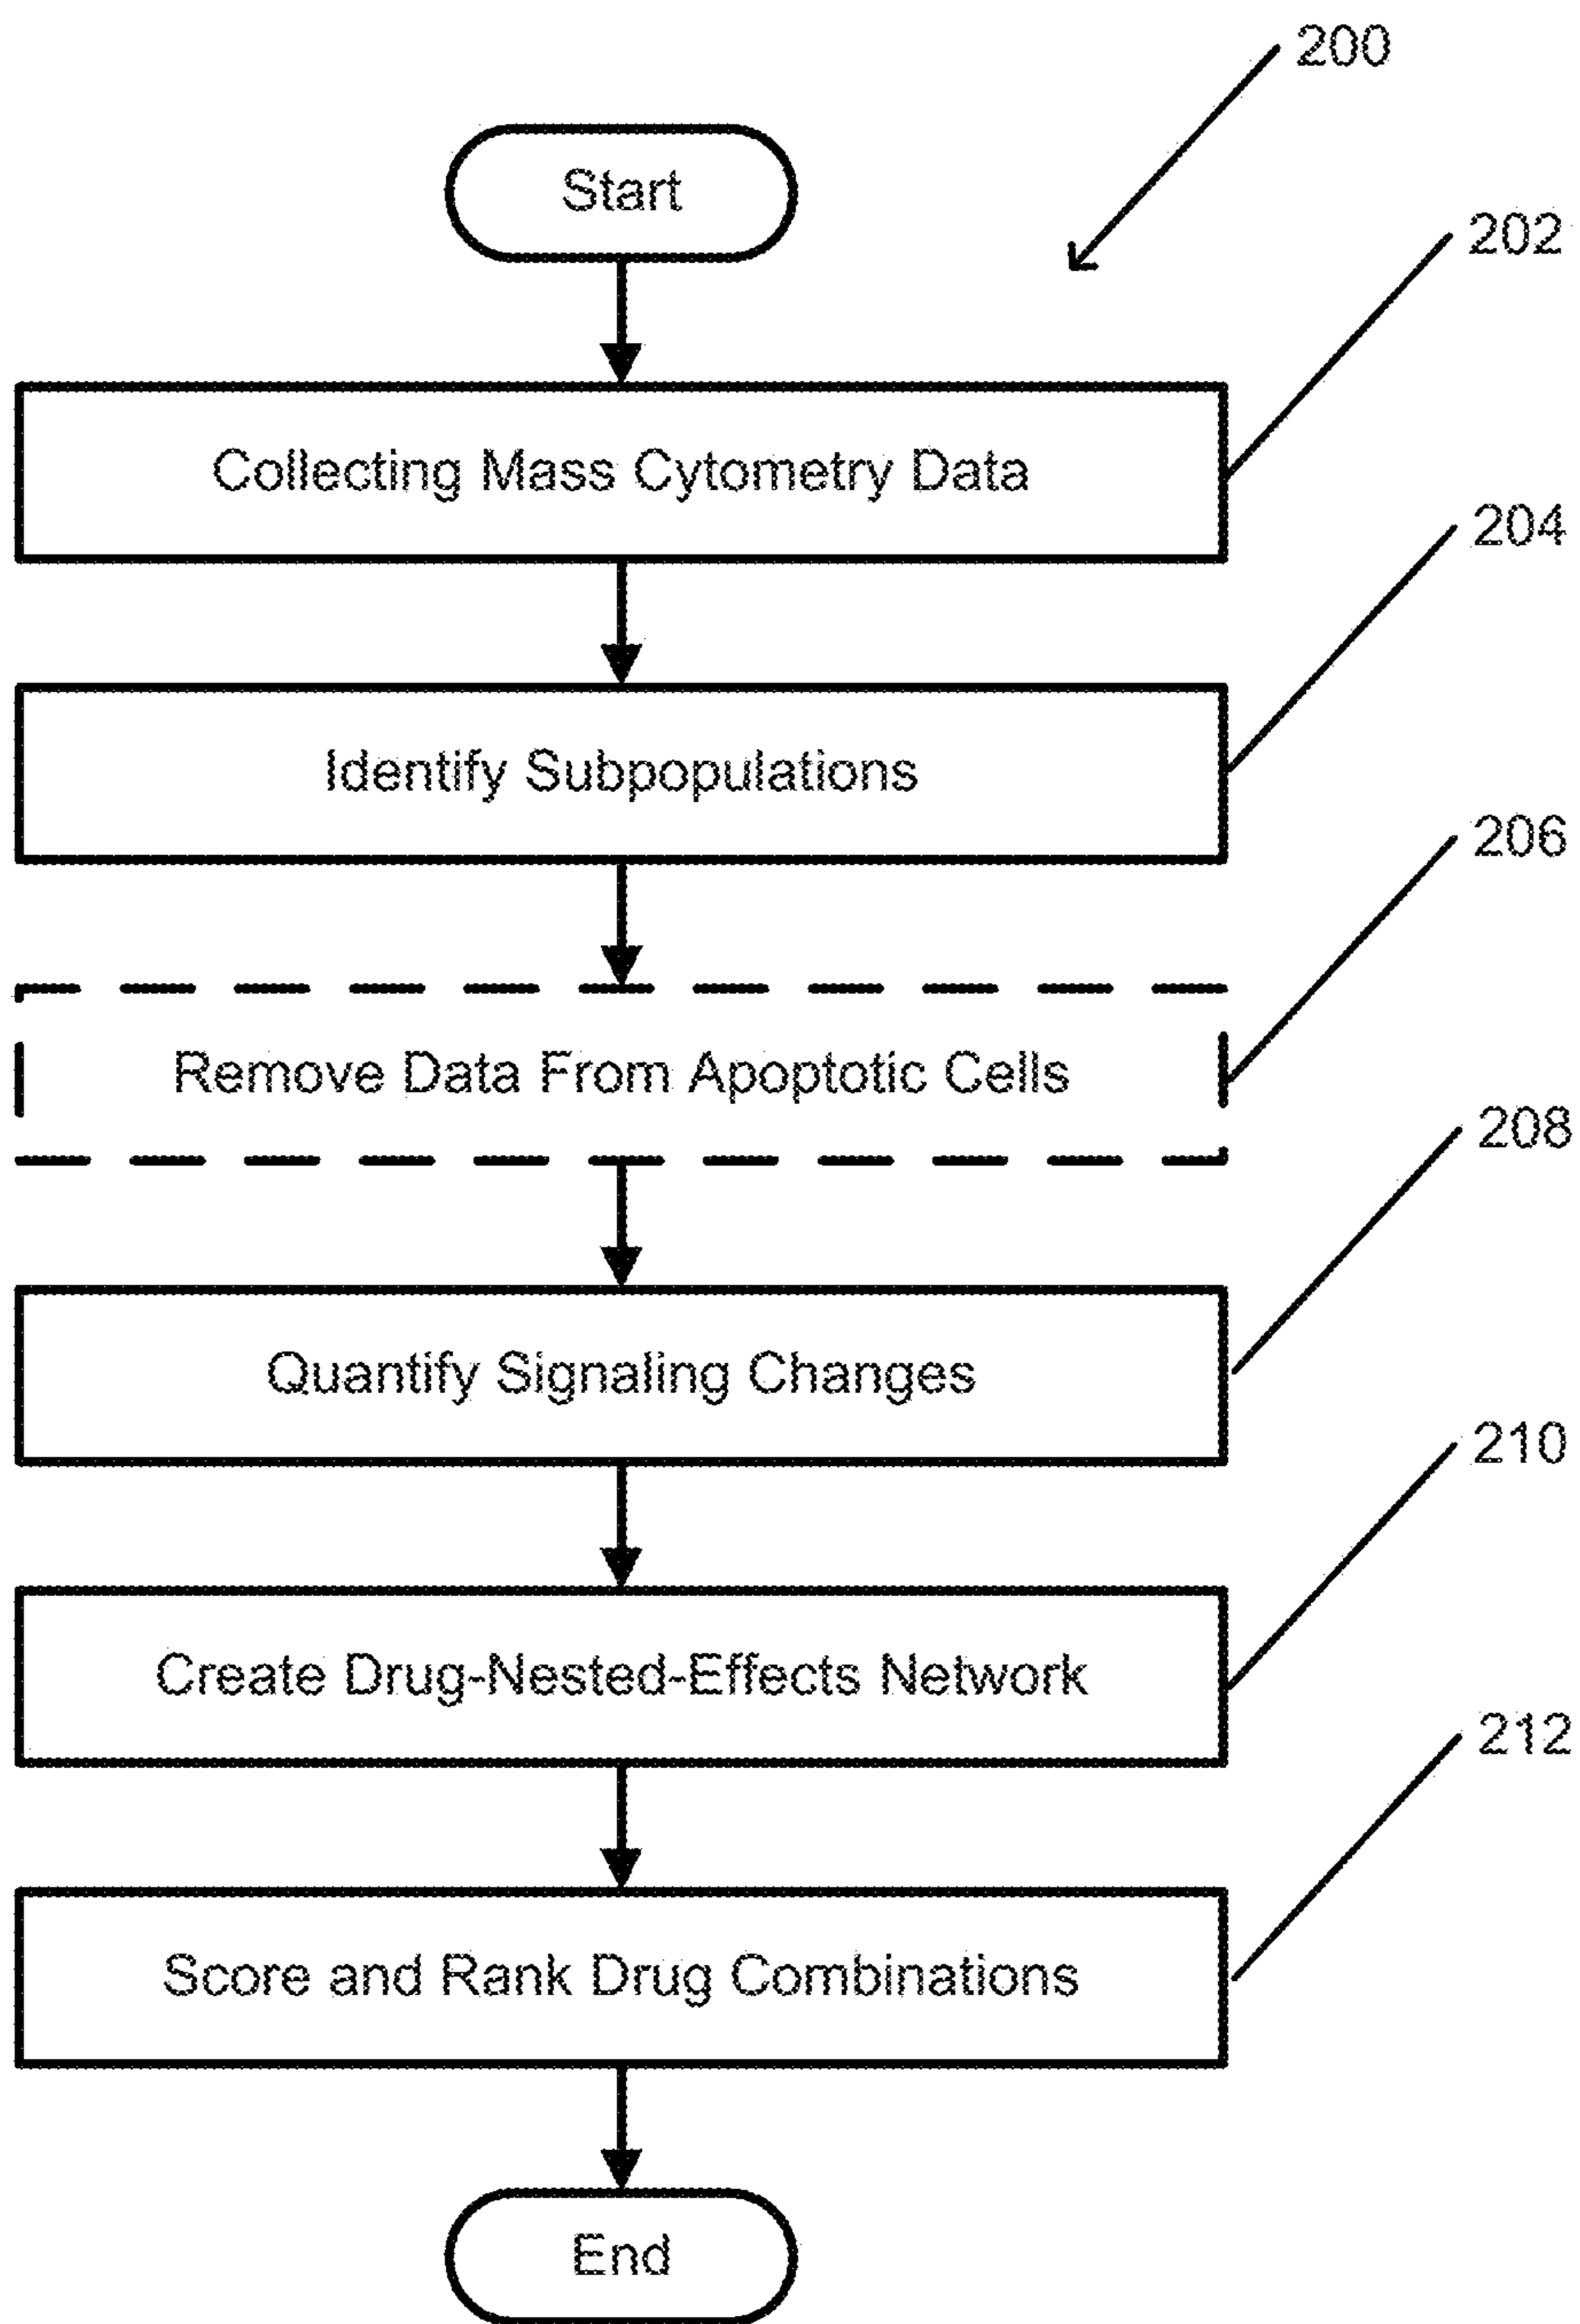 200
Start
202
Collecting Mass Cytometry Data
204
Identify Subpopulations
206
Remove Data From Apoptotic Cells
208
Quantify Signaling Changes
210
Create Drug-Nested-Effects Network
212
Score and Rank Drug Combinations
End